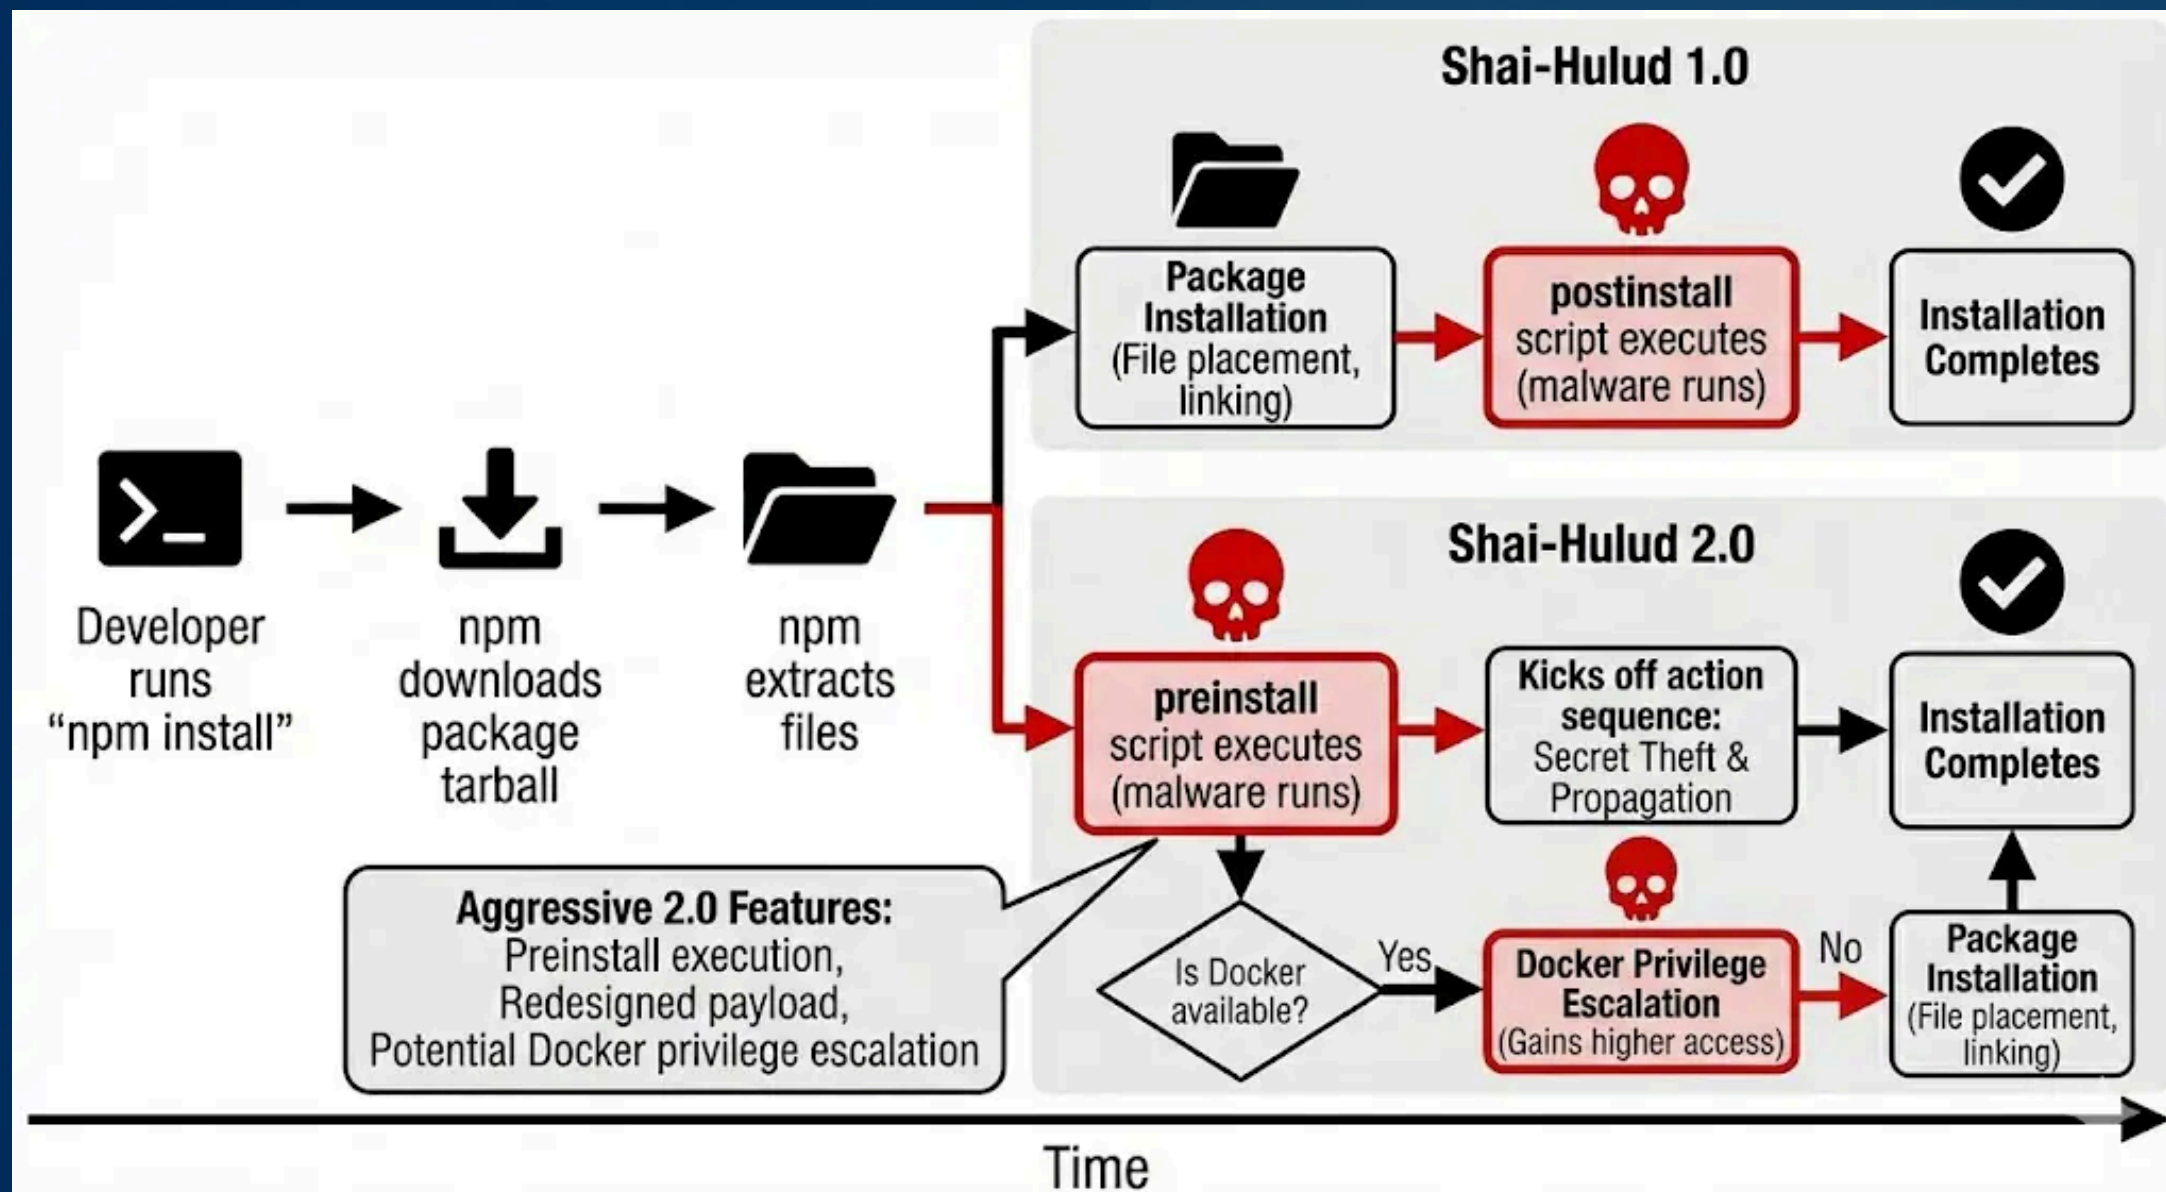 Shai-Hulud 1.0
Package
Installation
(File placement,
linking)
postinstall
script executes
(malware runs)
Installation
Completes
Developer
runs
“npm install”
npm
downloads
package
tarball
npm
extracts
files
Shai-Hulud 2.0
preinstall
script executes
(malware runs)
Kicks off action
sequence:
Secret Theft &
Propagation
Installation
Completes
Aggressive 2.0 Features:
Preinstall execution,
Redesigned payload,
Potential Docker privilege escalation
Is Docker
available?
Yes
Docker Privilege
Escalation
(Gains higher access)
No
Package
Installation
(File placement,
linking)
Time